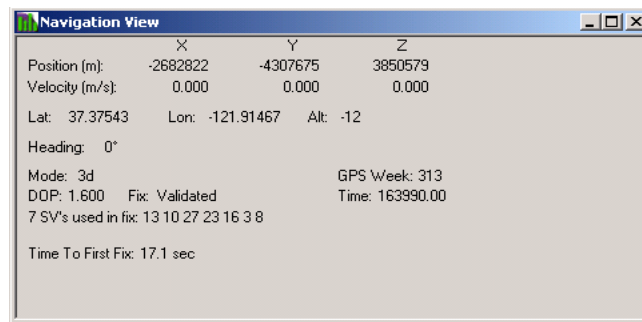 Navigation View
X Y Z
Position (m): -2682822 -4307675 3850579
Velocity (m/s): 0.000 0.000 0.000
Lat: 37.37543 Lon: -121.91467 Alt: -12
Heading: 0°
Mode: 3d GPS Week: 313
DOP: 1.600 Fix: Validated Time: 163990.00
7 SV's used in fix: 13 10 27 23 16 3 8
Time To First Fix: 17.1 sec